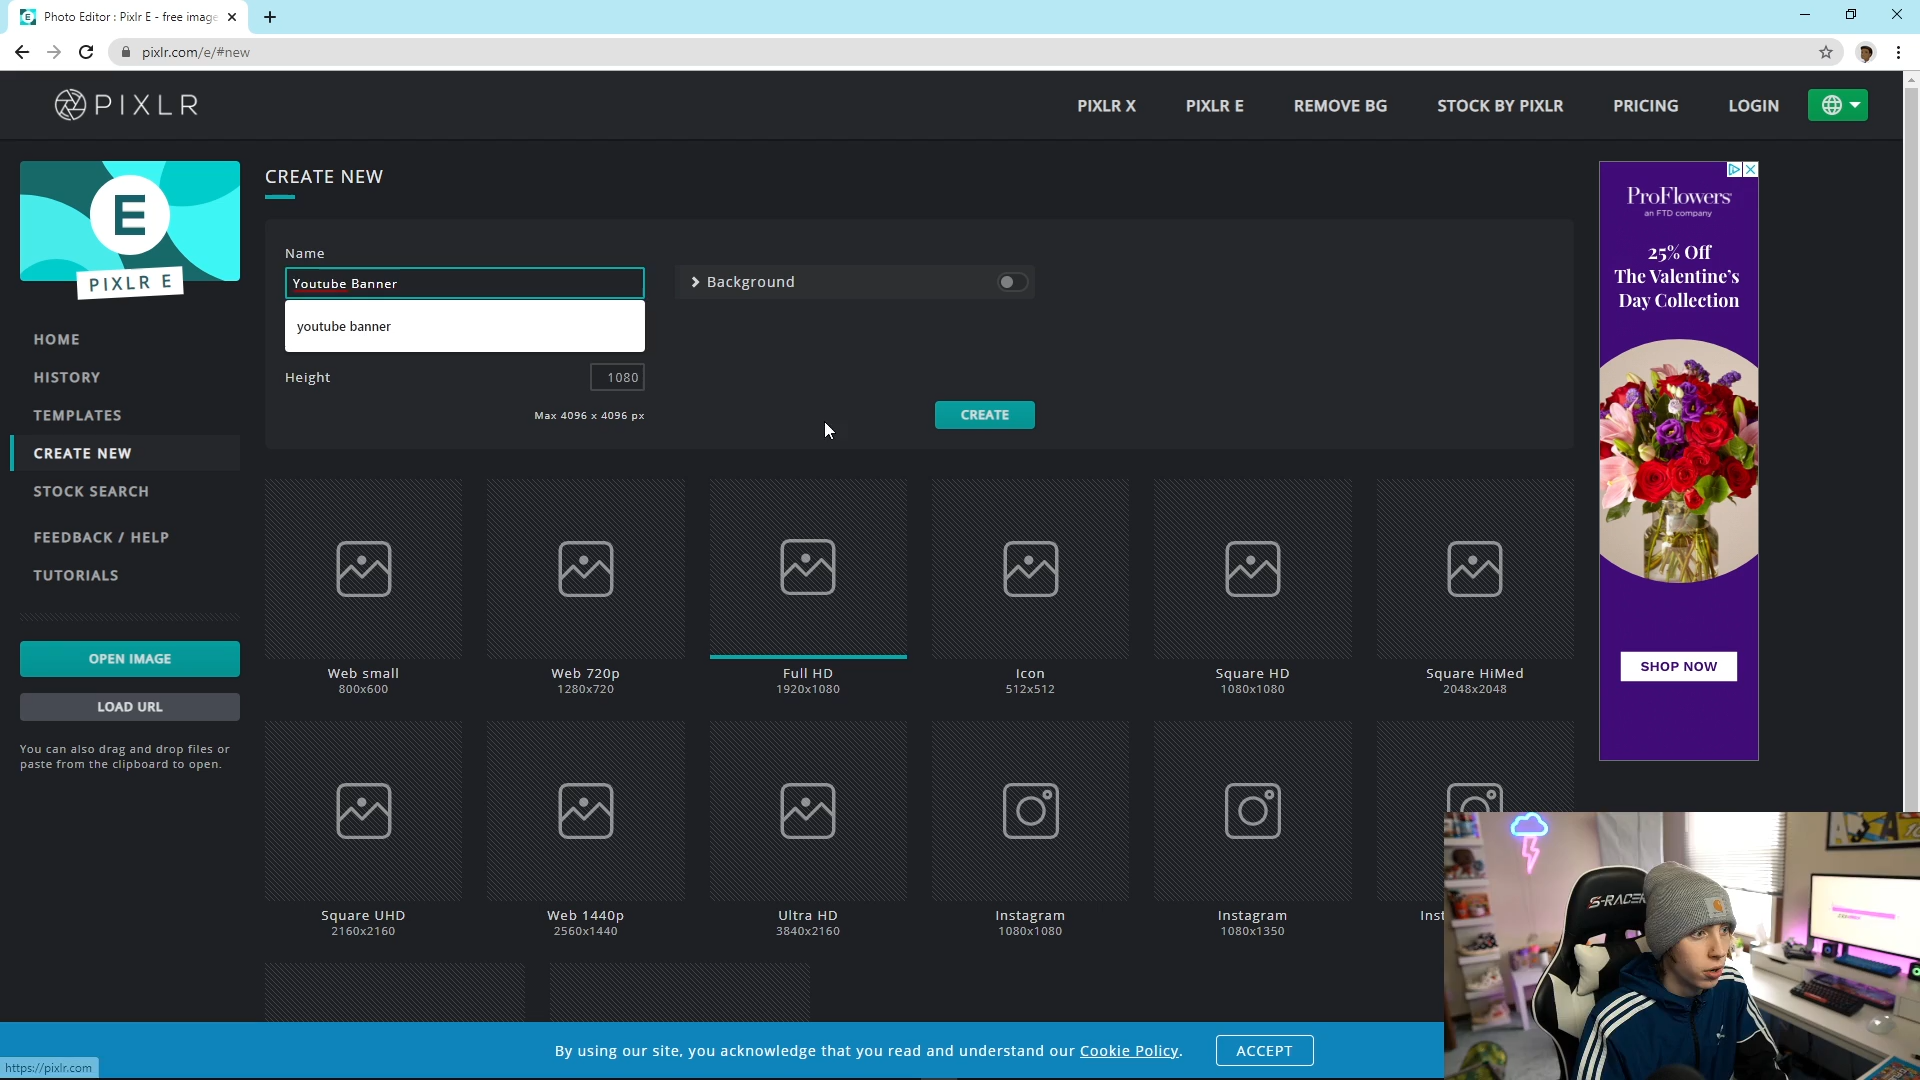 Photo Editor : Pixlr E - free image
pixlr.com/e/#new
PIXLR
PIXLR X
PIXLR E
REMOVE BG
STOCK BY PIXLR
PRICING
LOGIN
E
PIXLR E
HOME
HISTORY
TEMPLATES
CREATE NEW
STOCK SEARCH
FEEDBACK / HELP
TUTORIALS
OPEN IMAGE
LOAD URL
You can also drag and drop files or
paste from the clipboard to open.
CREATE NEW
Name
Youtube Banner
youtube banner
Height
1080
Max 4096 x 4096 px
Background
CREATE
Web small
800x600
Web 720p
1280x720
Full HD
1920x1080
Icon
512x512
Square HD
1080x1080
Square HiMed
2048x2048
Square UHD
2160x2160
Web 1440p
2560x1440
Ultra HD
3840x2160
Instagram
1080x1080
Instagram
1080x1350
Inst
ProFlowers
an FTD company
25% Off
The Valentine's
Day Collection
SHOP NOW
S-RACER
By using our site, you acknowledge that you read and understand our Cookie Policy.
ACCEPT
https://pixlr.com